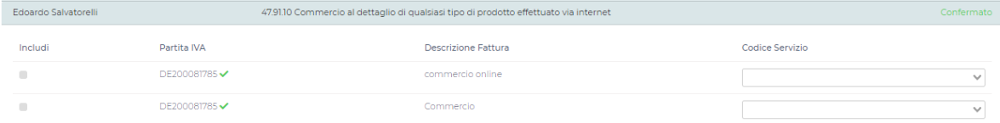 Edoardo Salvatorelli 47.91.10 Commercio al dettaglio di qualsiasi tipo di prodotto effettuato via internet Confermato
Includi Partita IVA Descrizione Fattura Codice Servizio
DE200081785 commercio online
DE200081785 Commercio